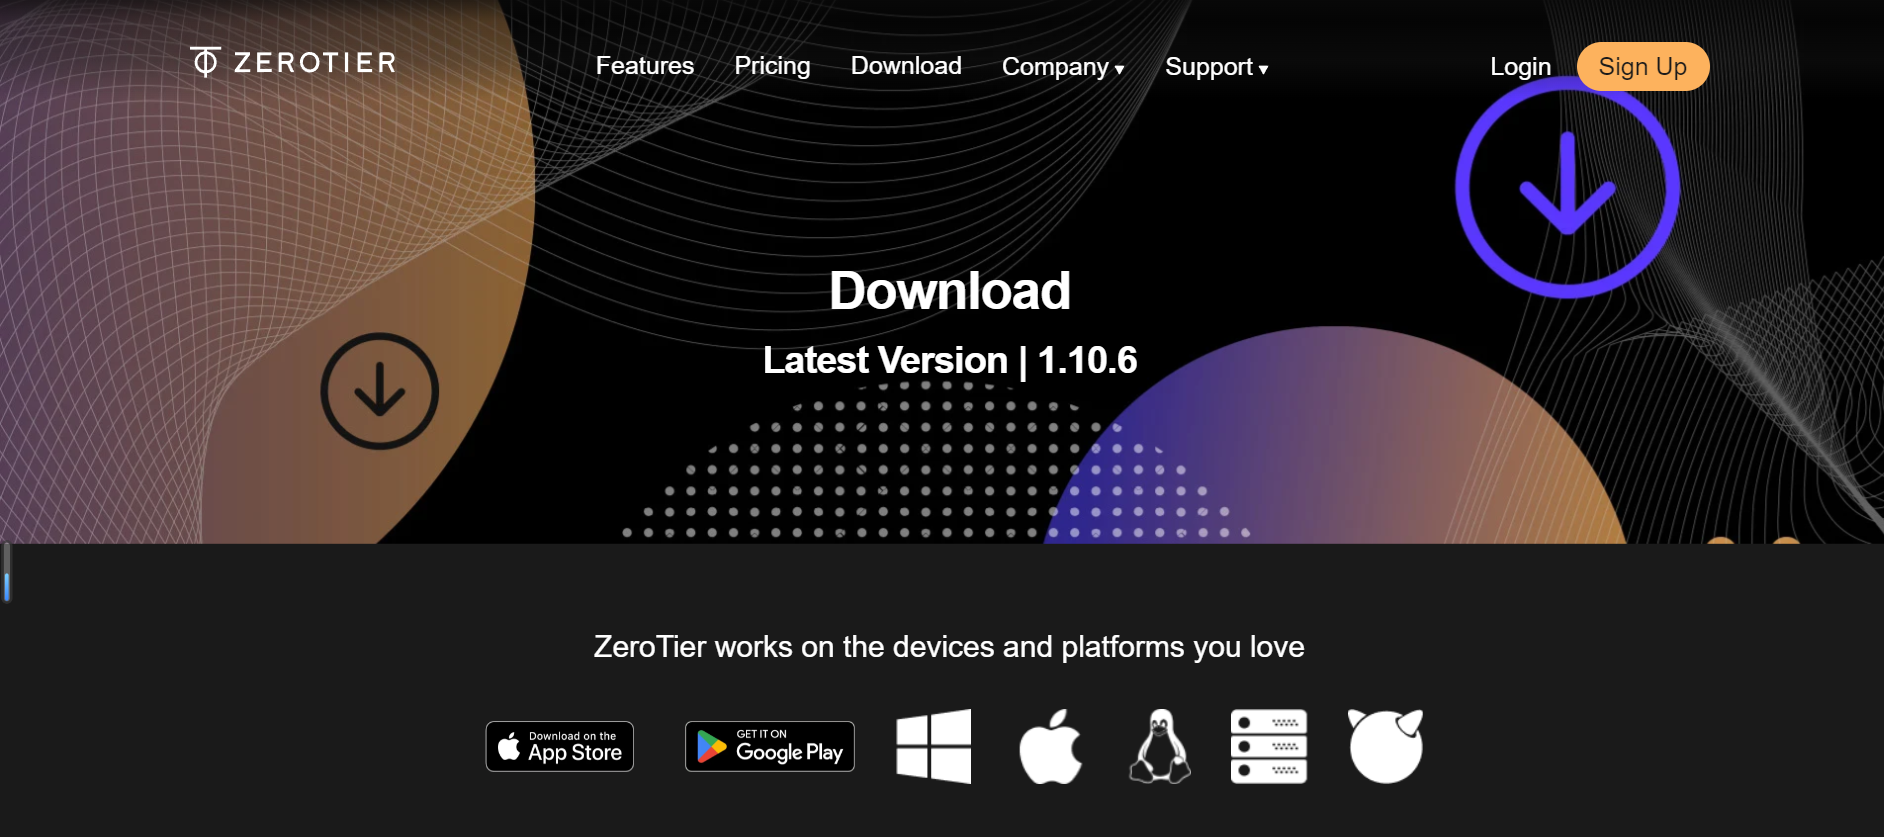 ZEROTIER
Features
Pricing
Download
Company ▾
Support ▾
Login
Sign Up
Download
Latest Version | 1.10.6
ZeroTier works on the devices and platforms you love
Download on the
App Store
GET IT ON
Google Play